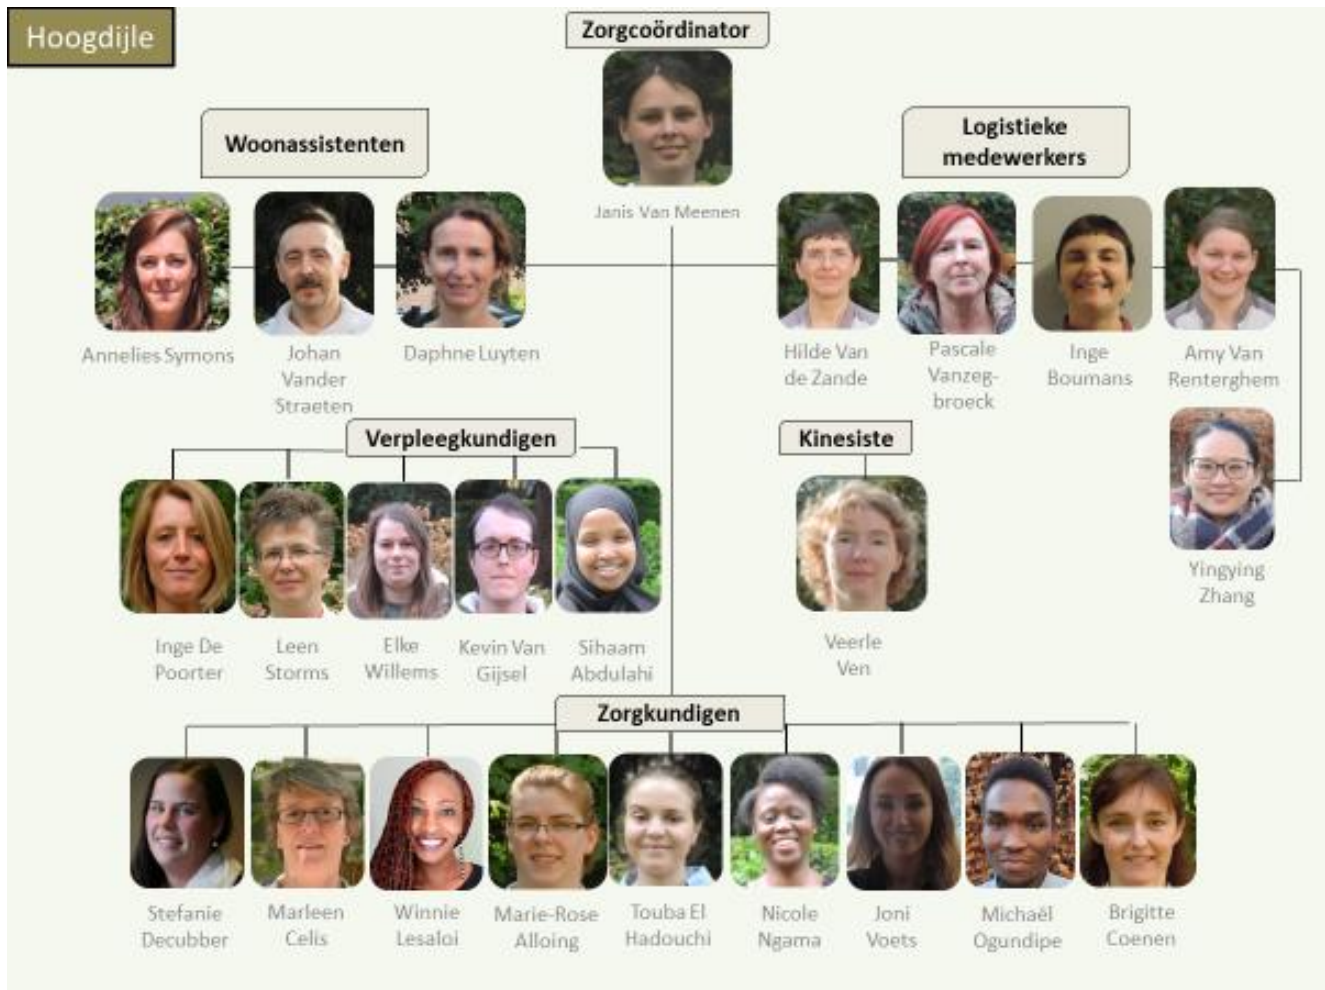 Hoogdijle
Zorgcoördinator
Janis Van Meenen
Woonassistenten
Annelies Symons
Johan
Vander
Straeten
Daphne Luyten
Logistieke
medewerkers
Hilde Van
de Zande
Pascale
Vanzeg-
broeck
Inge
Boumans
Amy Van
Renterghem
Yingying
Zhang
Verpleegkundigen
Inge De
Poorter
Leen
Storms
Elke
Willems
Kevin Van
Gijsel
Sihaam
Abdulahi
Kinesiste
Veerle
Ven
Zorgkundigen
Stefanie
Decubber
Marleen
Celis
Winnie
Lesaloi
Marie-Rose
Alloing
Touba El
Hadouchi
Nicole
Ngama
Joni
Voets
Michaël
Ogundipe
Brigitte
Coenen